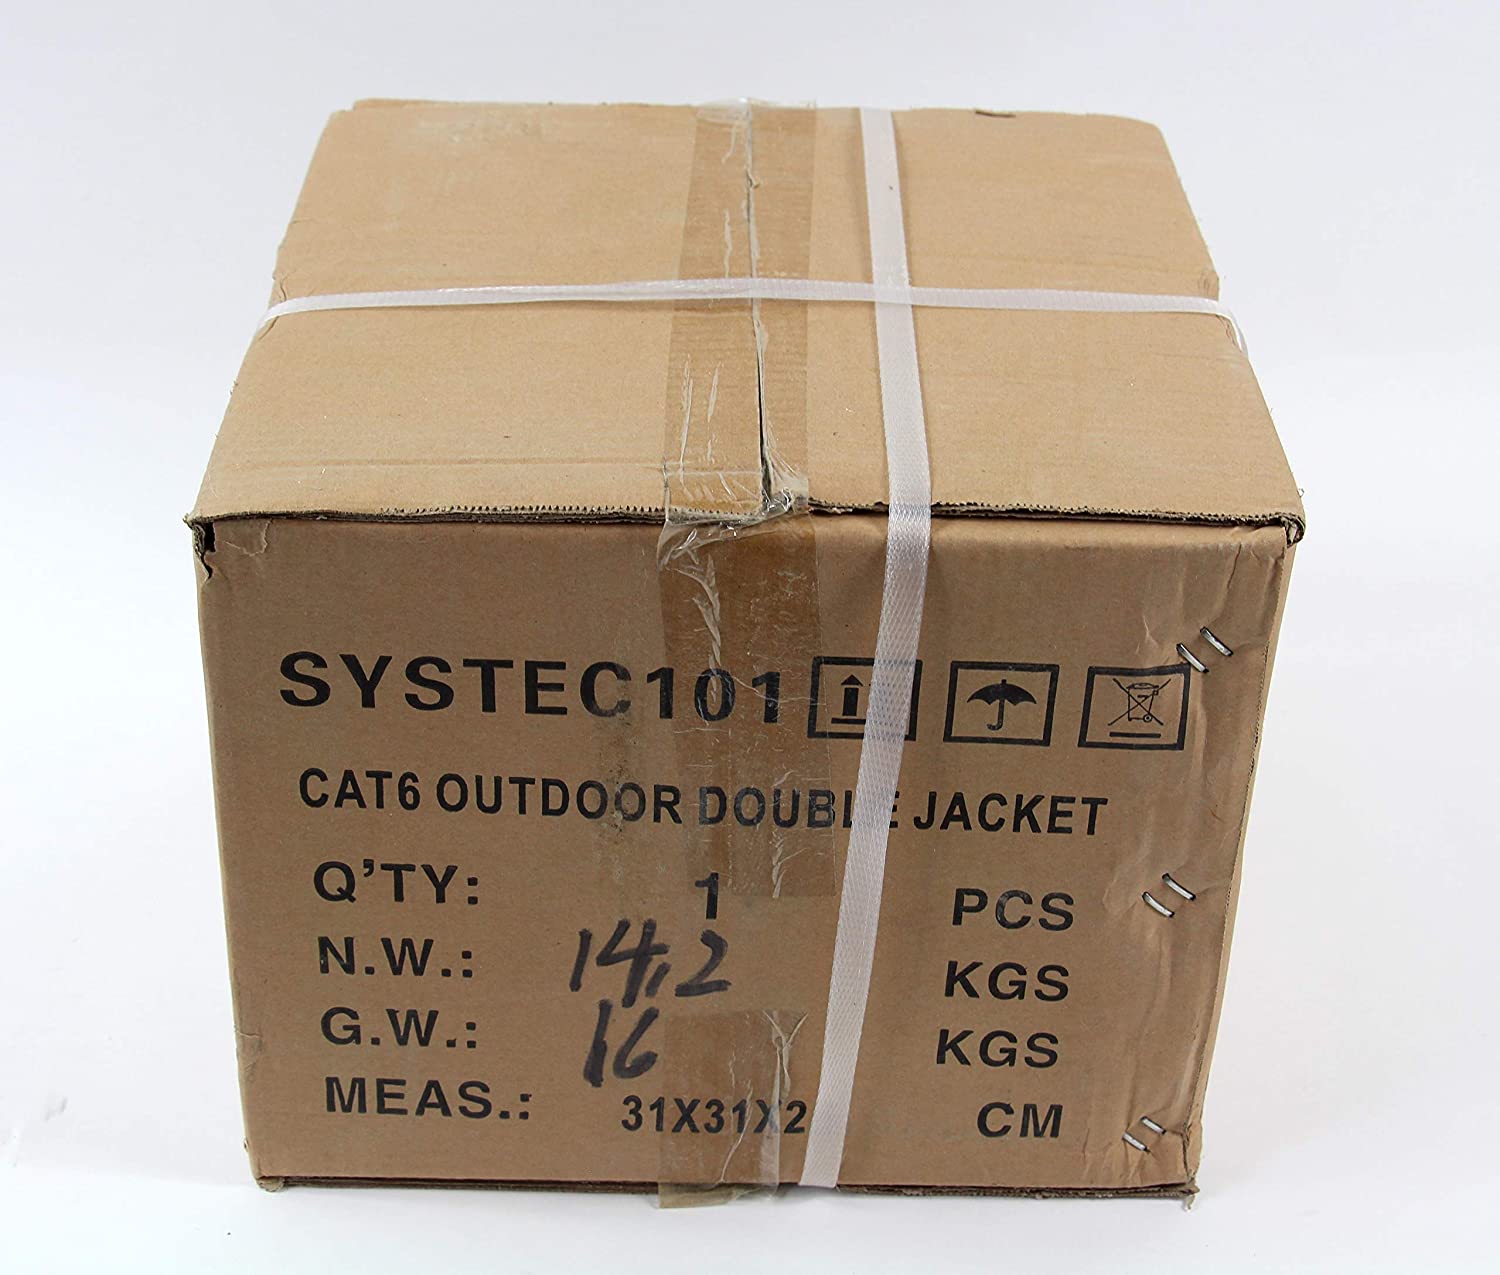 SYSTEC101
CAT6 OUTDOOR DOUBLE JACKET
Q'TY: 1 PCS
N.W.: 14,2 KGS
G.W.: 16 KGS
MEAS.: 31X31X2 CM